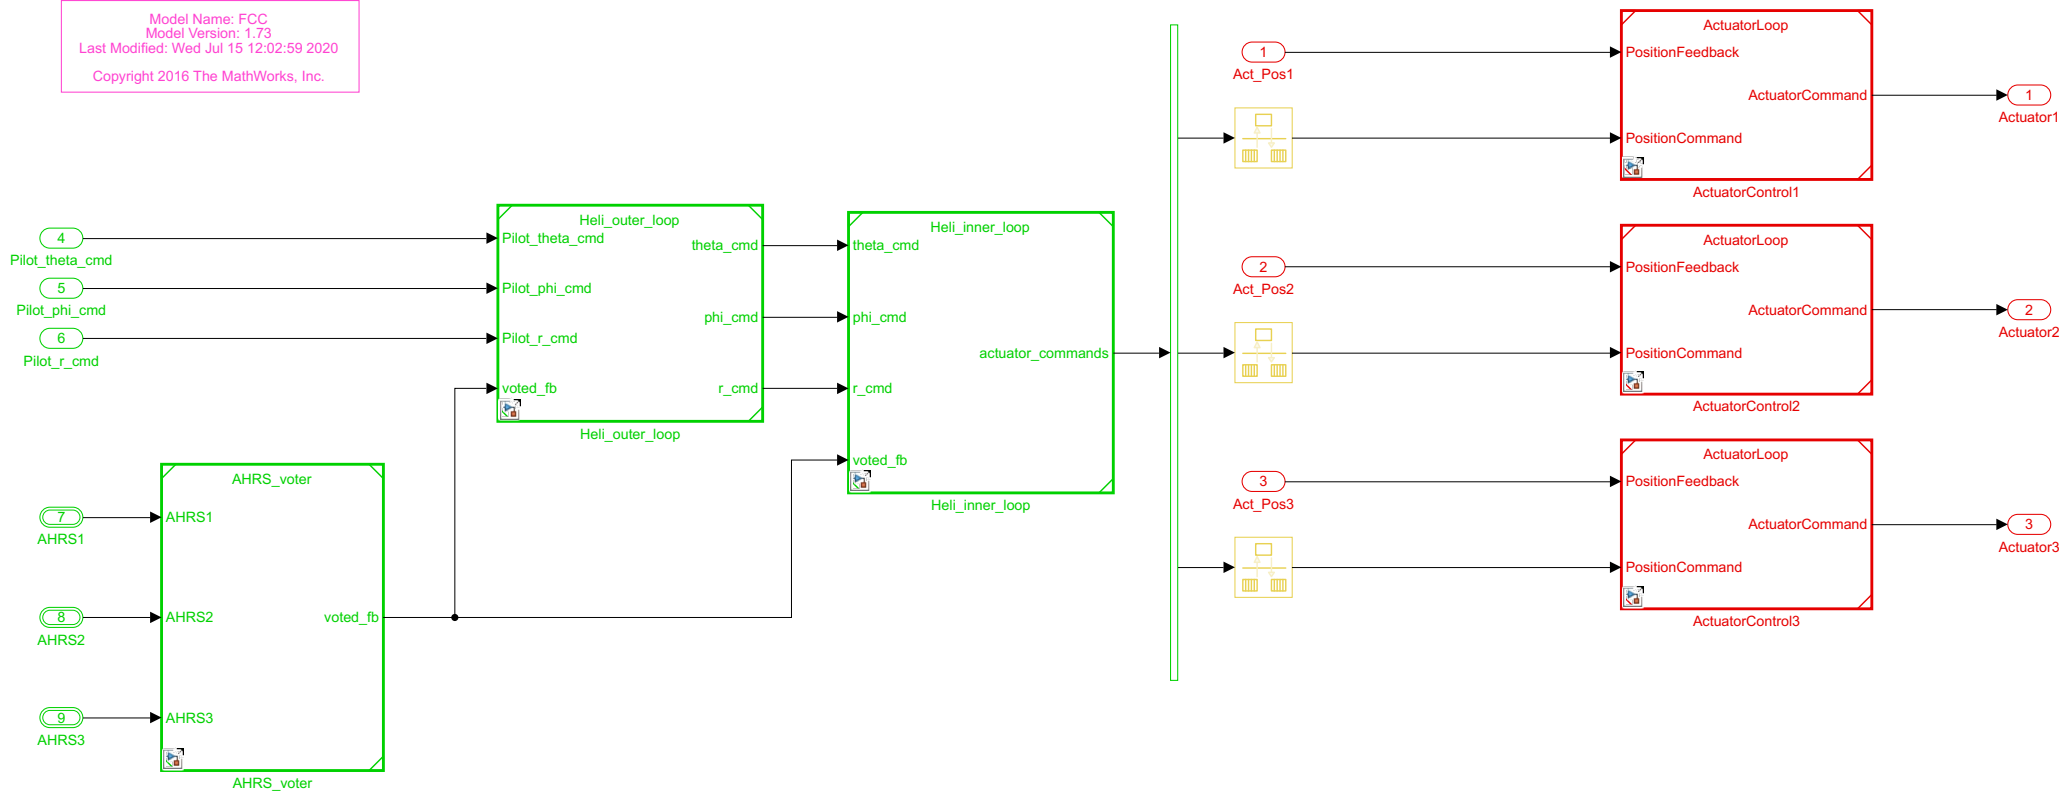 Model Name: FCC
Model Version: 1.73
Last Modified: Wed Jul 15 12:02:59 2020
Copyright 2016 The MathWorks, Inc.
4
Pilot_theta_cmd
5
Pilot_phi_cmd
6
Pilot_r_cmd
7
AHRS1
8
AHRS2
9
AHRS3
AHRS_voter
AHRS1
AHRS2
AHRS3
voted_fb
AHRS_voter
Heli_outer_loop
Pilot_theta_cmd
Pilot_phi_cmd
Pilot_r_cmd
voted_fb
theta_cmd
phi_cmd
r_cmd
Heli_outer_loop
Heli_inner_loop
theta_cmd
phi_cmd
r_cmd
voted_fb
actuator_commands
Heli_inner_loop
1
Act_Pos1
ActuatorLoop
PositionFeedback
ActuatorCommand
PositionCommand
ActuatorControl1
1
Actuator1
2
Act_Pos2
ActuatorLoop
PositionFeedback
ActuatorCommand
PositionCommand
ActuatorControl2
2
Actuator2
3
Act_Pos3
ActuatorLoop
PositionFeedback
ActuatorCommand
PositionCommand
ActuatorControl3
3
Actuator3